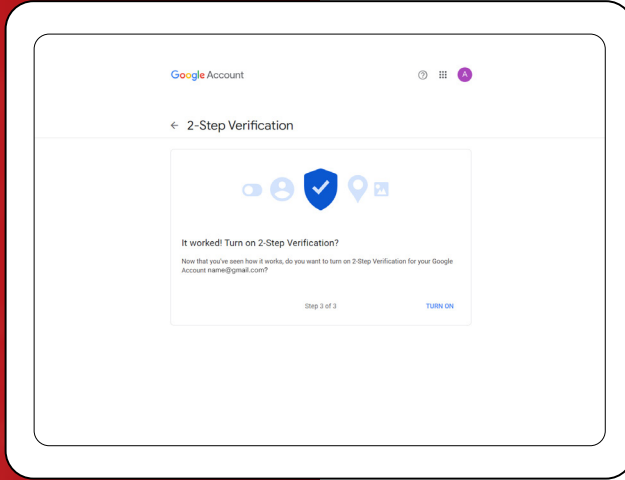 Google Account
A
2-Step Verification
It worked! Turn on 2-Step Verification?
Now that you've seen how it works, do you want to turn on 2-Step Verification for your Google
Account name@gmail.com?
Step 3 of 3
TURN ON